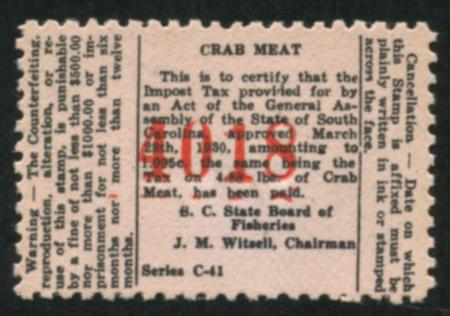 Warning — The Counterfeiting,
reproduction, alteration, or re-
use of this stamp, is punishable
by a fine of not less than $500.00
nor more than $1000.00 or im-
prisonment for not less than six
months nor more than twelve
months.
CRAB MEAT
This is to certify that the
Impost Tax provided for by
an Act of the General As-
sembly of the State of South
Carolina, approved March
28th, 1930, amounting to
the same being the
Tax on lbs. of Crab
Meat, has been paid.
S. C. State Board of
Fisheries
J. M. Witsell, Chairman
Series C-41
4018
Cancellation — Date on which
this Stamp is affixed must be
plainly written in ink or stamped
across the face.